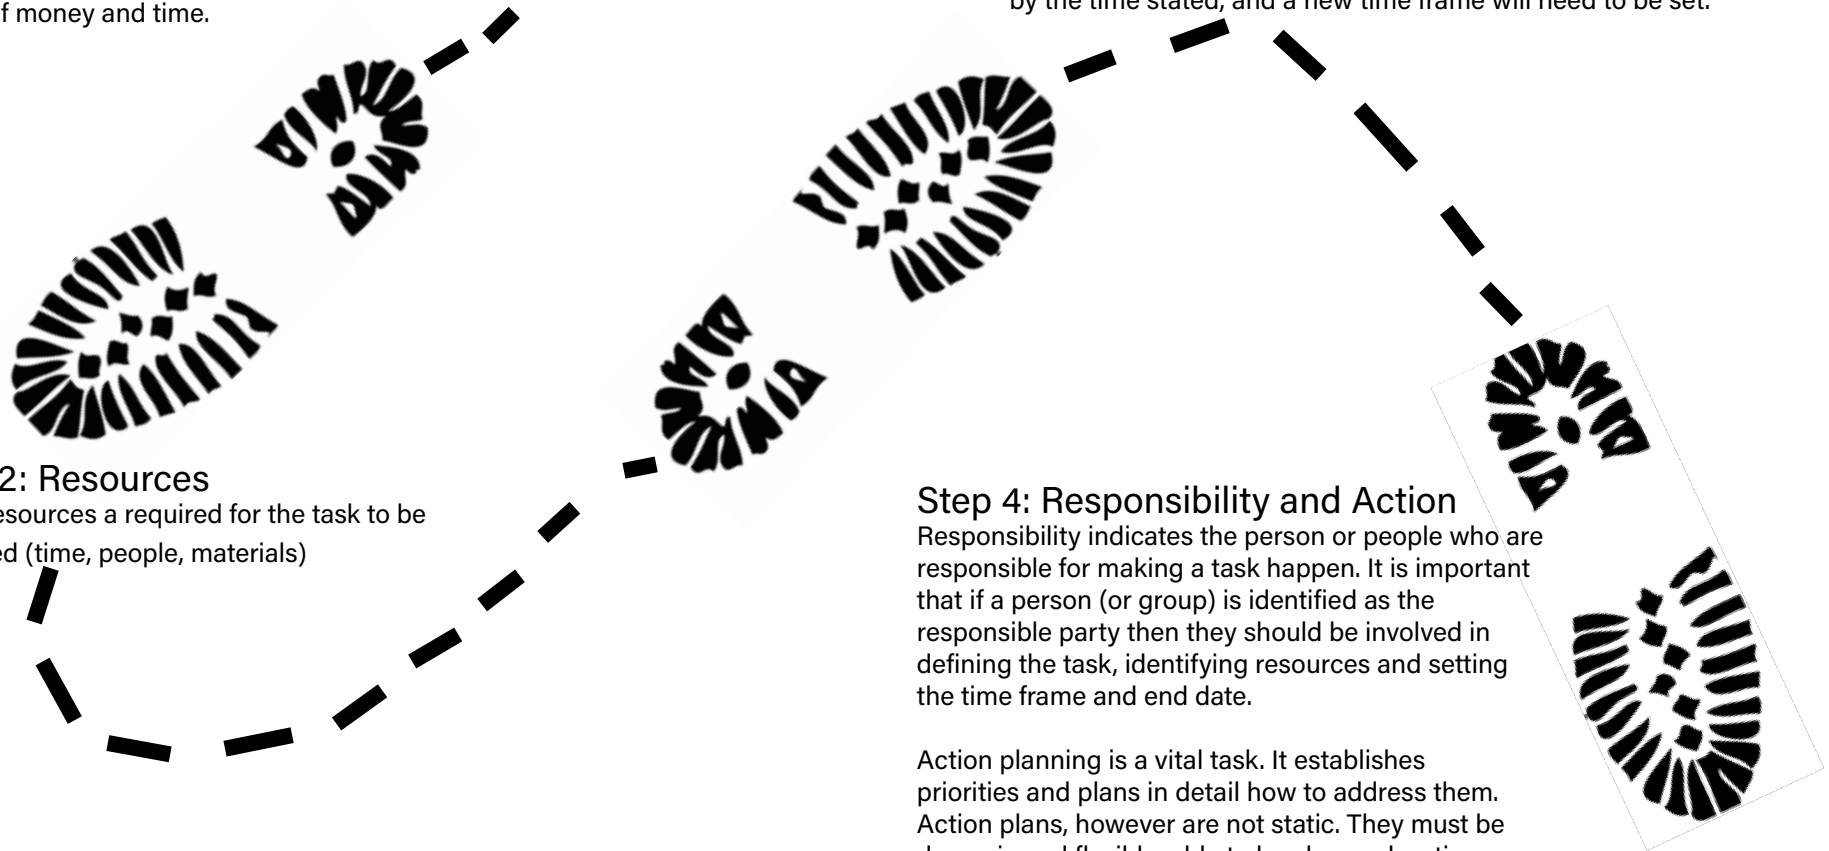 f money and time.
by the time stated, and a new time frame will need to be set.
2: Resources
esources a required for the task to be
ed (time, people, materials)
Step 4: Responsibility and Action
Responsibility indicates the person or people who are
responsible for making a task happen. It is important
that if a person (or group) is identified as the
responsible party then they should be involved in
defining the task, identifying resources and setting
the time frame and end date.
Action planning is a vital task. It establishes
priorities and plans in detail how to address them.
Action plans, however are not static. They must be